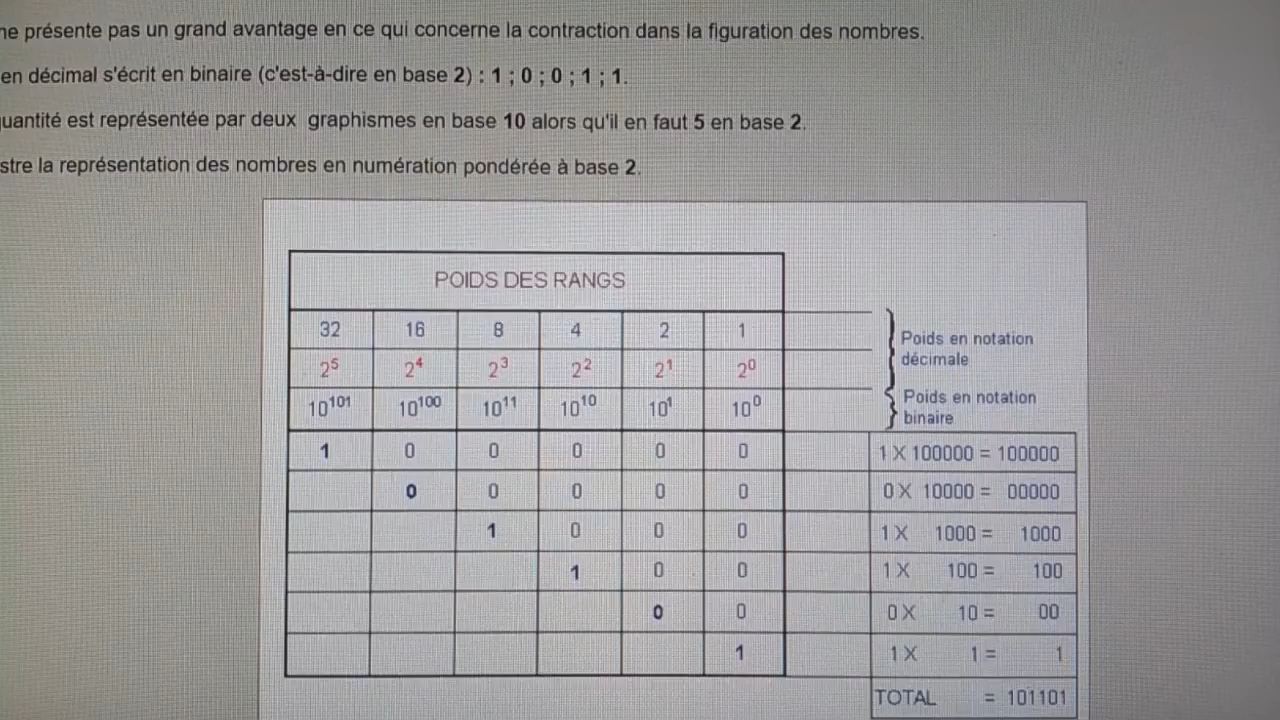 ne présente pas un grand avantage en ce qui concerne la contraction dans la figuration des nombres.
en décimal s'écrit en binaire (c'est-à-dire en base 2) : 1 ; 0 ; 0 ; 1 ; 1.
quantité est représentée par deux graphismes en base 10 alors qu'il en faut 5 en base 2.
stre la représentation des nombres en numération pondérée à base 2.
POIDS DES RANGS
32 16 8 4 2 1
Poids en notation
décimale
2⁵ 2⁴ 2³ 2² 2¹ 2⁰
Poids en notation
binaire
10¹⁰¹ 10¹⁰⁰ 10¹¹ 10¹⁰ 10¹ 10⁰
1 0 0 0 0 0 1 X 100000 = 100000
0 0 0 0 0 0 X 10000 = 00000
1 0 0 0 1 X 1000 = 1000
1 0 0 1 X 100 = 100
0 0 0 X 10 = 00
1 1 X 1 = 1
TOTAL = 101101